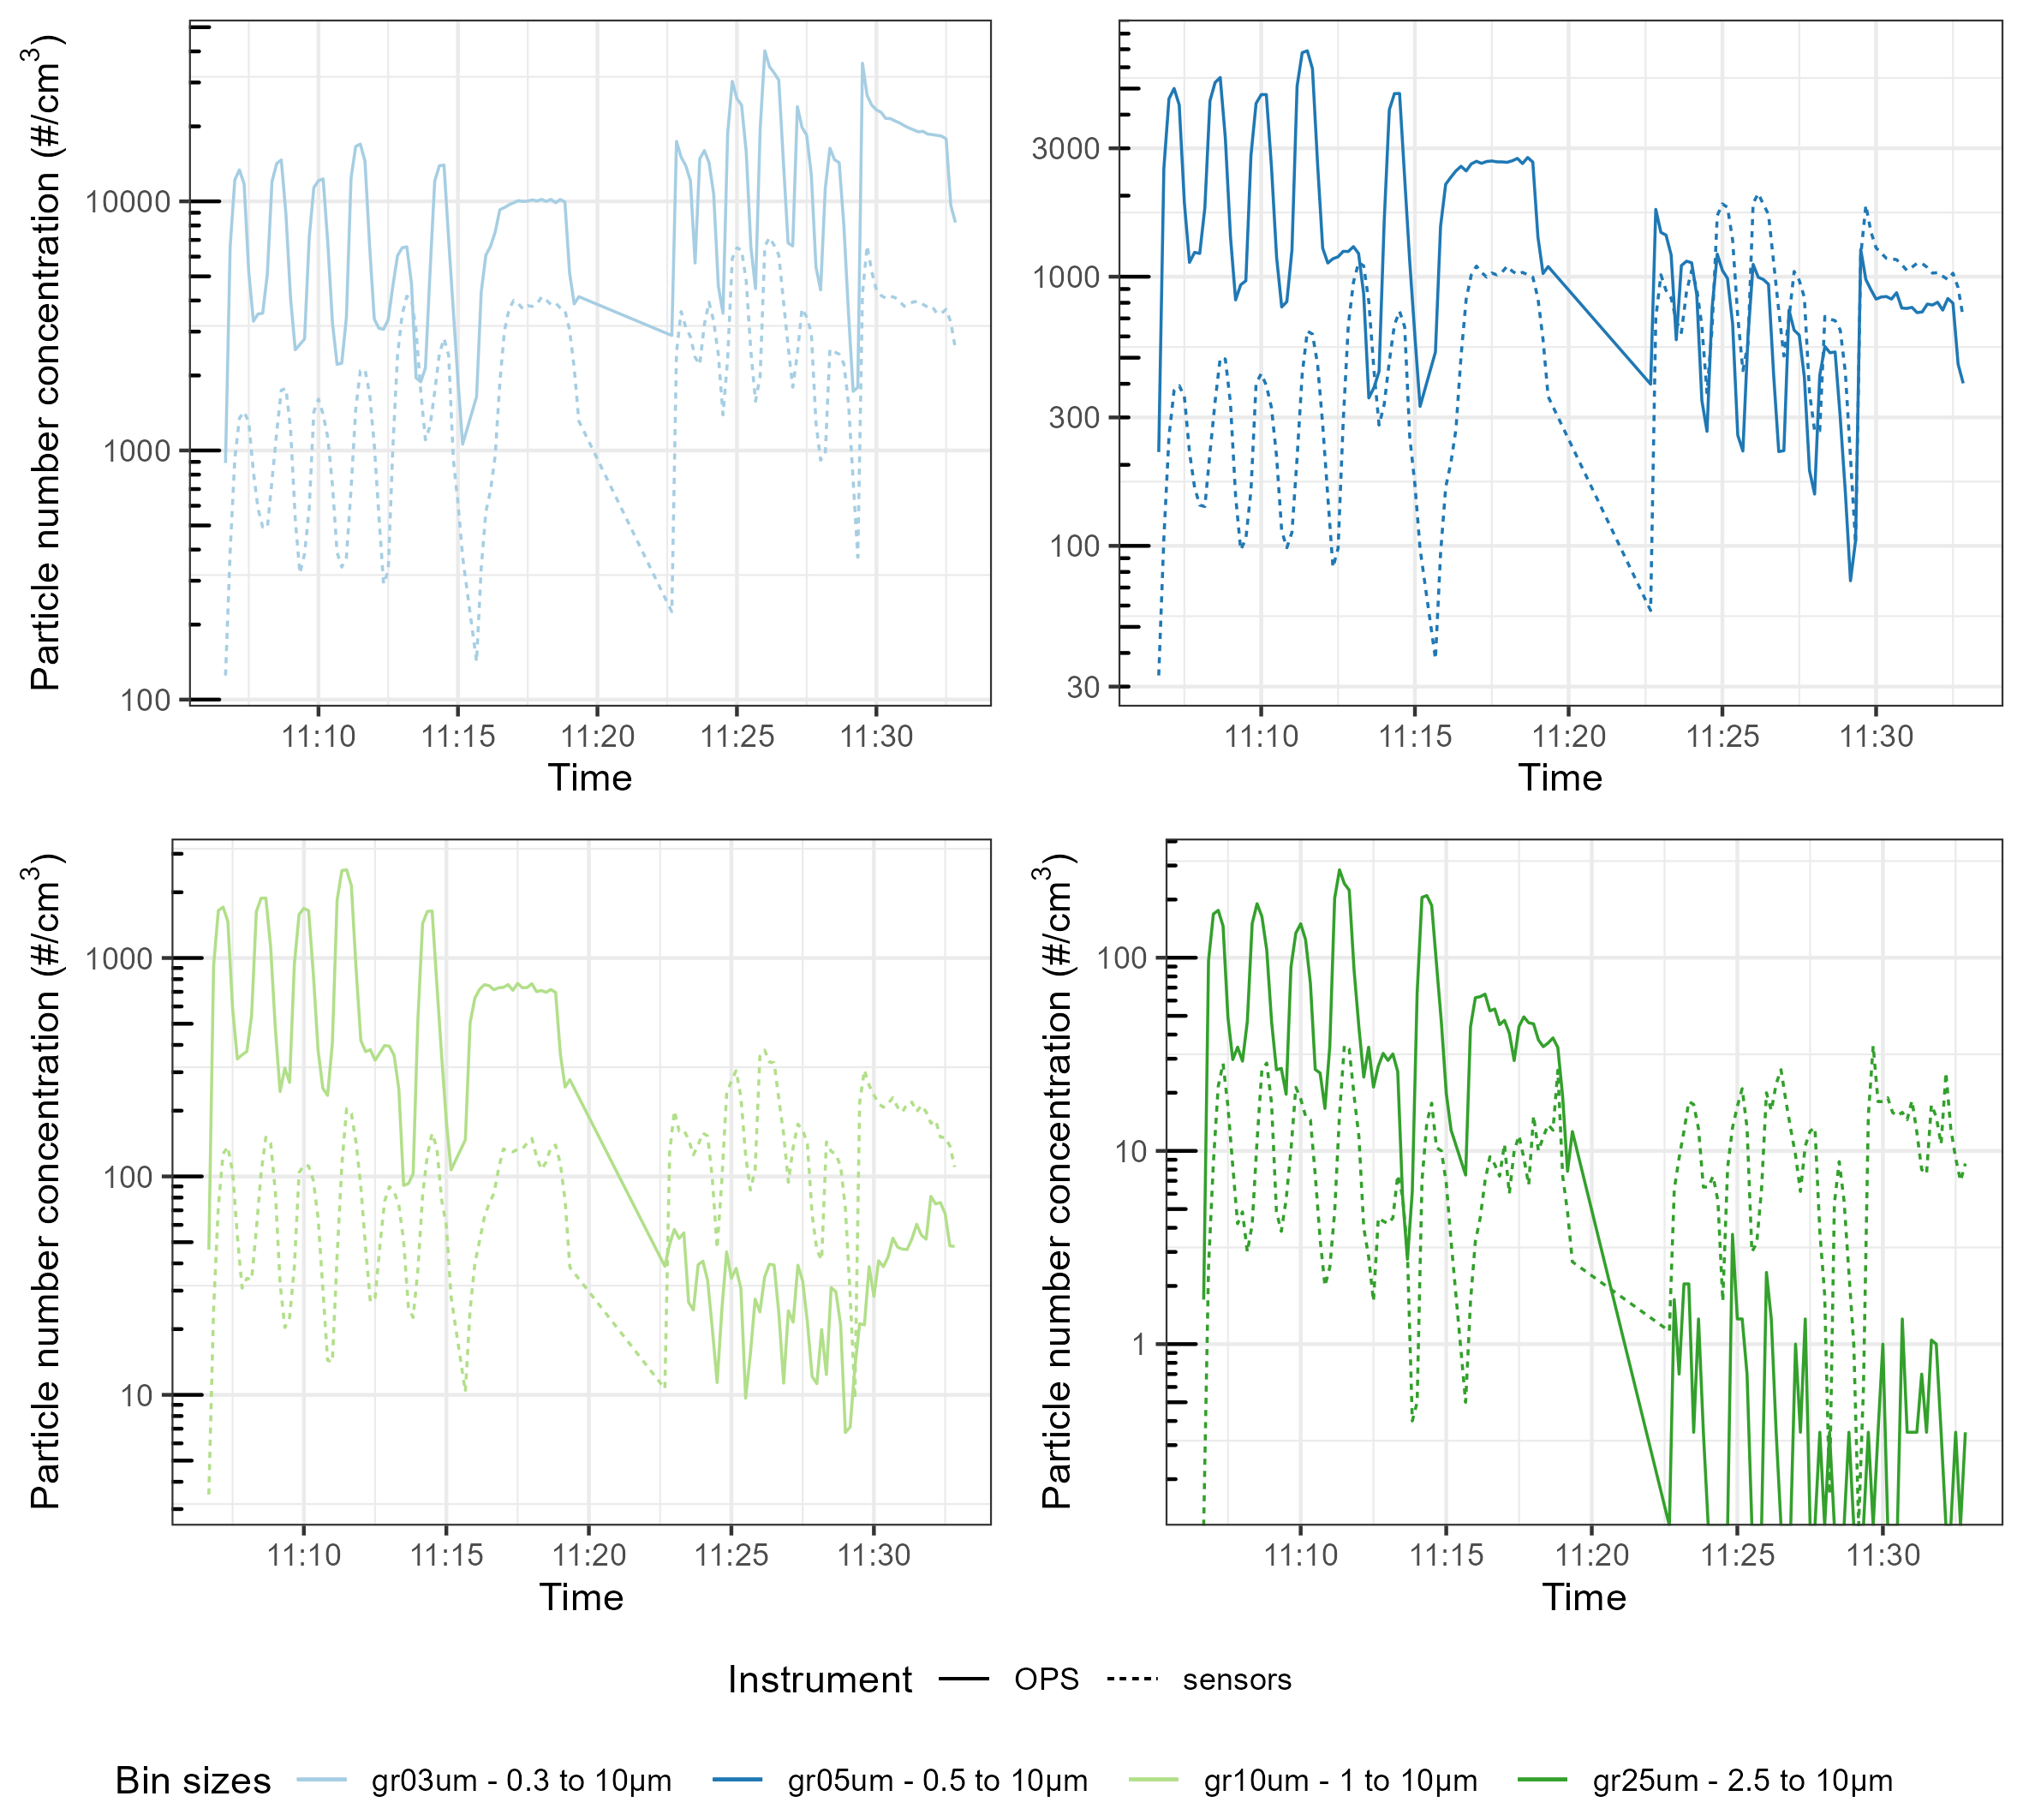 Particle number concentration (#/cm³)
10000
1000
100
11:10 11:15 11:20 11:25 11:30
Time
3000
1000
300
100
30
11:10 11:15 11:20 11:25 11:30
Time
Particle number concentration (#/cm³)
1000
100
10
11:10 11:15 11:20 11:25 11:30
Time
Particle number concentration (#/cm³)
100
10
1
11:10 11:15 11:20 11:25 11:30
Time
Instrument OPS sensors
Bin sizes gr03um - 0.3 to 10µm gr05um - 0.5 to 10µm gr10um - 1 to 10µm gr25um - 2.5 to 10µm